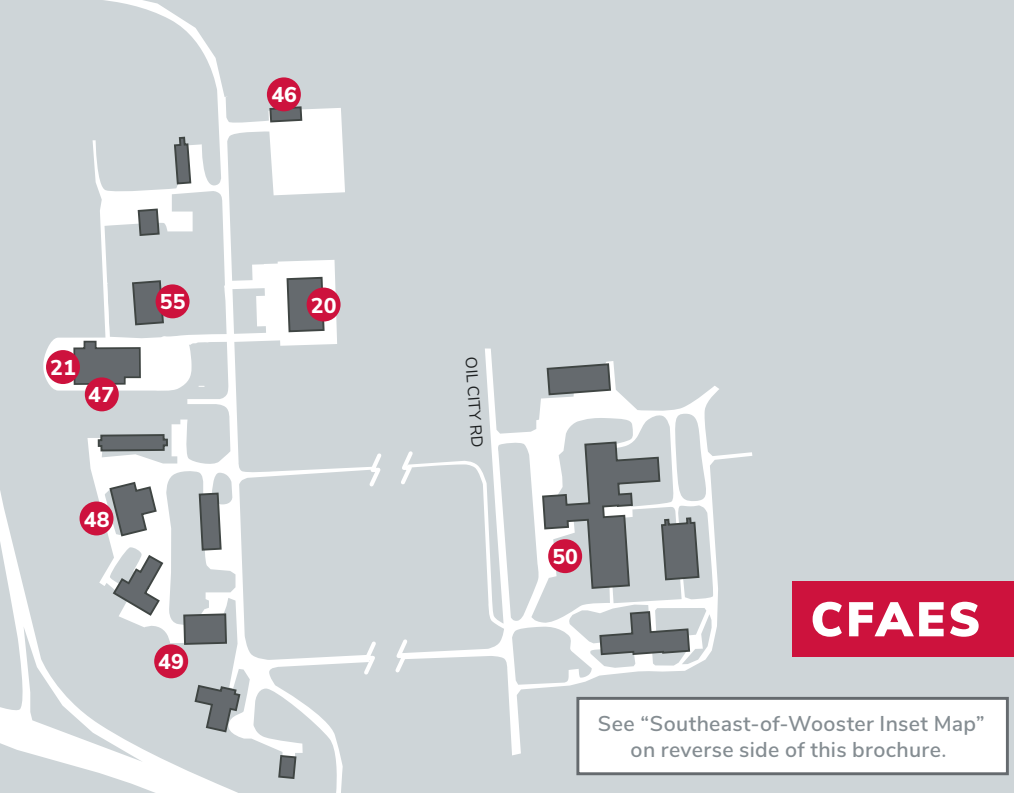 46
55
20
21
47
OIL CITY RD
48
50
49
CFAES
See “Southeast-of-Wooster Inset Map”
on reverse side of this brochure.